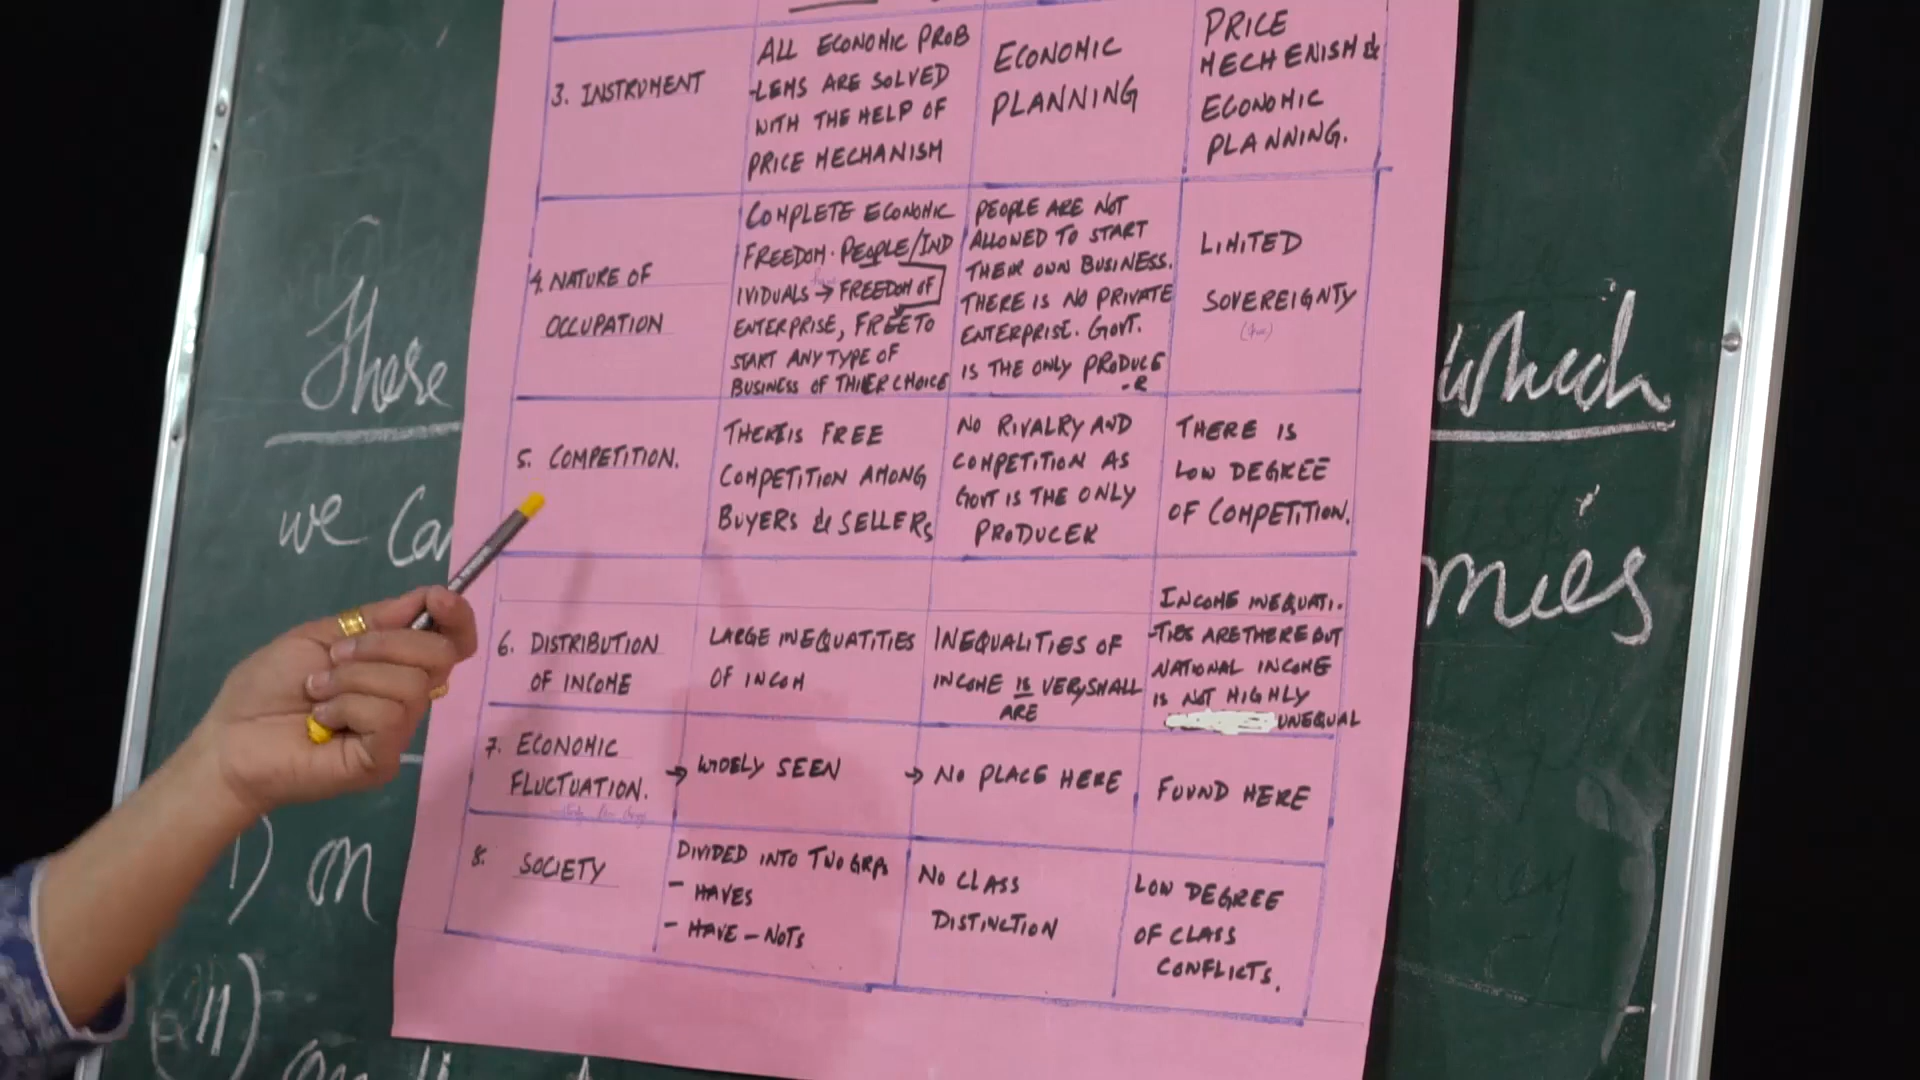 3. INSTRUMENT
ALL ECONOMIC PROB
-LEMS ARE SOLVED
WITH THE HELP OF
PRICE MECHANISM
ECONOMIC
PLANNING
PRICE
MECHENISM &
ECONOMIC
PLANNING.
4. NATURE OF
OCCUPATION
COMPLETE ECONOMIC
FREEDOM. PEOPLE/IND
IVIDUALS → FREEDOM OF
ENTERPRISE, FREE TO
START ANY TYPE OF
BUSINESS OF THIER CHOICE
PEOPLE ARE NOT
ALLOWED TO START
THEIR OWN BUSINESS.
THERE IS NO PRIVATE
ENTERPRISE. GOVT.
IS THE ONLY PRODUCE
-R
LIMITED
SOVEREIGNTY
5. COMPETITION.
THERE IS FREE
COMPETITION AMONG
BUYERS & SELLERS
NO RIVALRY AND
COMPETITION AS
GOVT IS THE ONLY
PRODUCER
THERE IS
LOW DEGREE
OF COMPETITION.
6. DISTRIBUTION
OF INCOME
LARGE INEQUATITIES
OF INCOM
INEQUALITIES OF
INCOME IS VERY SMALL
ARE
INCOME INEQUATI.
-TIES ARE THERE BUT
NATIONAL INCOME
IS NOT HIGHLY
UNEQUAL
7. ECONOMIC
FLUCTUATION.
→ WIDELY SEEN
→ NO PLACE HERE
FOUND HERE
8. SOCIETY
DIVIDED INTO TWO GRPS
- HAVES
- HAVE-NOTS
NO CLASS
DISTINCTION
LOW DEGREE
OF CLASS
CONFLICTS.
These
which
we Ca
mies
I) on
II)